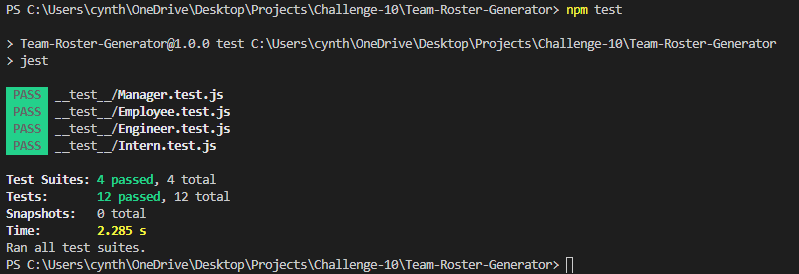 PS C:\Users\cynth\OneDrive\Desktop\Projects\Challenge-10\Team-Roster-Generator> npm test
> Team-Roster-Generator@1.0.0 test C:\Users\cynth\OneDrive\Desktop\Projects\Challenge-10\Team-Roster-Generator
> jest
PASS __test__/Manager.test.js
PASS __test__/Employee.test.js
PASS __test__/Engineer.test.js
PASS __test__/Intern.test.js
Test Suites: 4 passed, 4 total
Tests: 12 passed, 12 total
Snapshots: 0 total
Time: 2.285 s
Ran all test suites.
PS C:\Users\cynth\OneDrive\Desktop\Projects\Challenge-10\Team-Roster-Generator>